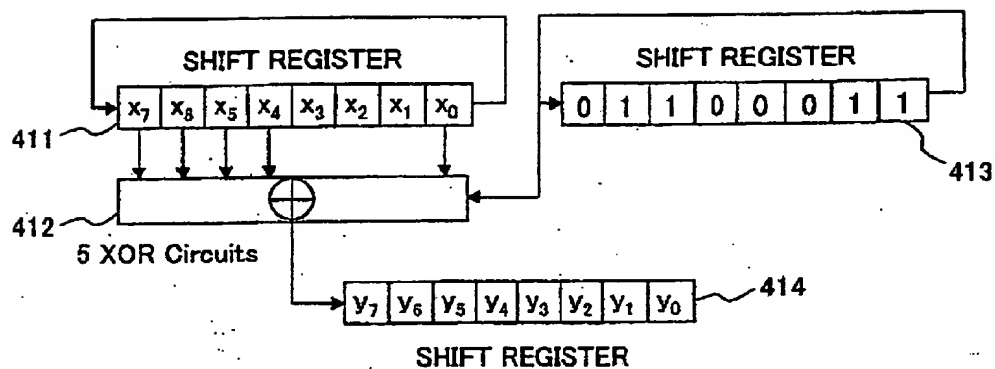 SHIFT REGISTER
SHIFT REGISTER
x7 x8 x5 x4 x3 x2 x1 x0
0 1 1 0 0 0 1 1
411
413
412
5 XOR Circuits
y7 y6 y5 y4 y3 y2 y1 y0
414
SHIFT REGISTER